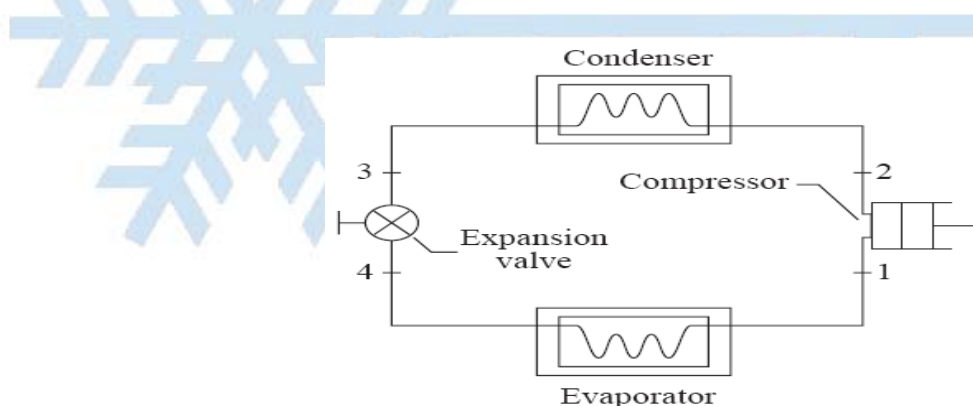 Condenser
3
2
Compressor
Expansion
valve
4
1
Evaporator